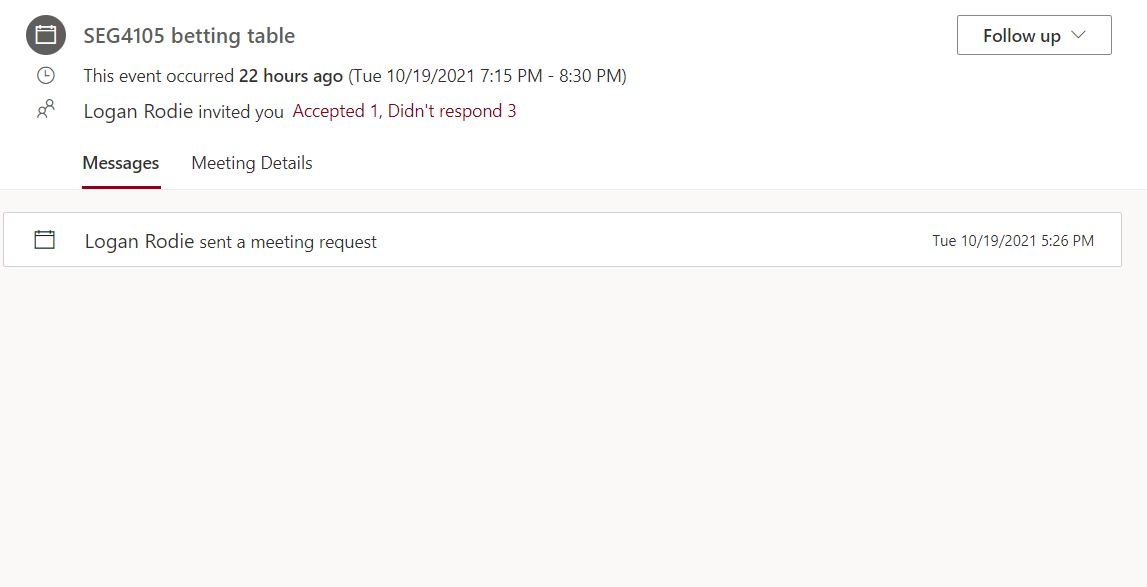 SEG4105 betting table
Follow up
This event occurred 22 hours ago (Tue 10/19/2021 7:15 PM - 8:30 PM)
Logan Rodie invited you Accepted 1, Didn't respond 3
Messages Meeting Details
Logan Rodie sent a meeting request Tue 10/19/2021 5:26 PM